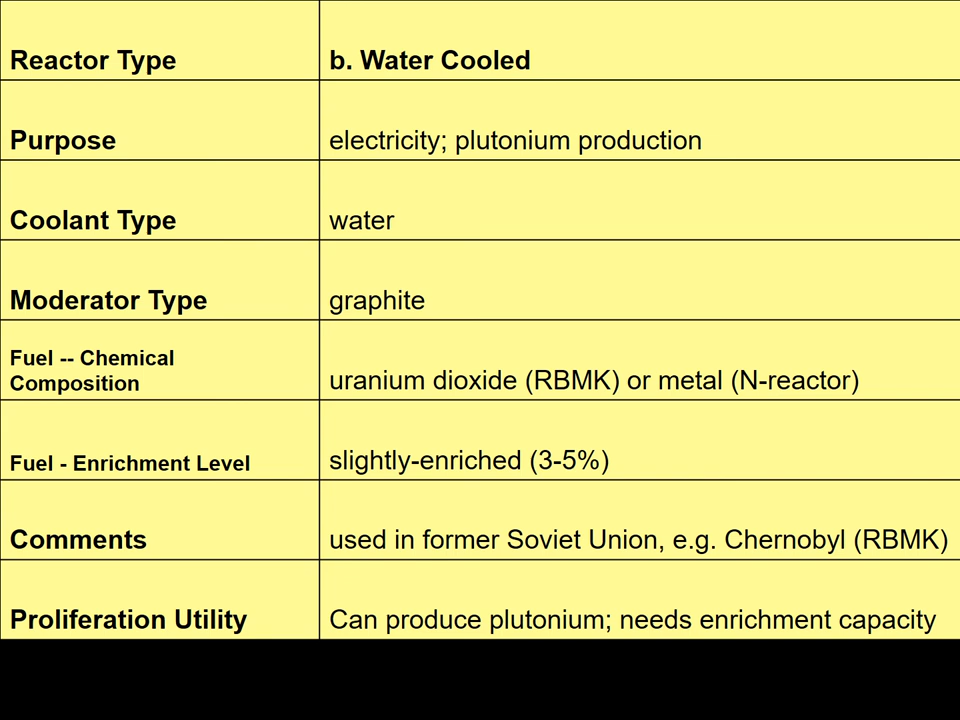 Reactor Type b. Water Cooled
Purpose electricity; plutonium production
Coolant Type water
Moderator Type graphite
Fuel -- Chemical
Composition uranium dioxide (RBMK) or metal (N-reactor)
Fuel - Enrichment Level slightly-enriched (3-5%)
Comments used in former Soviet Union, e.g. Chernobyl (RBMK)
Proliferation Utility Can produce plutonium; needs enrichment capacity